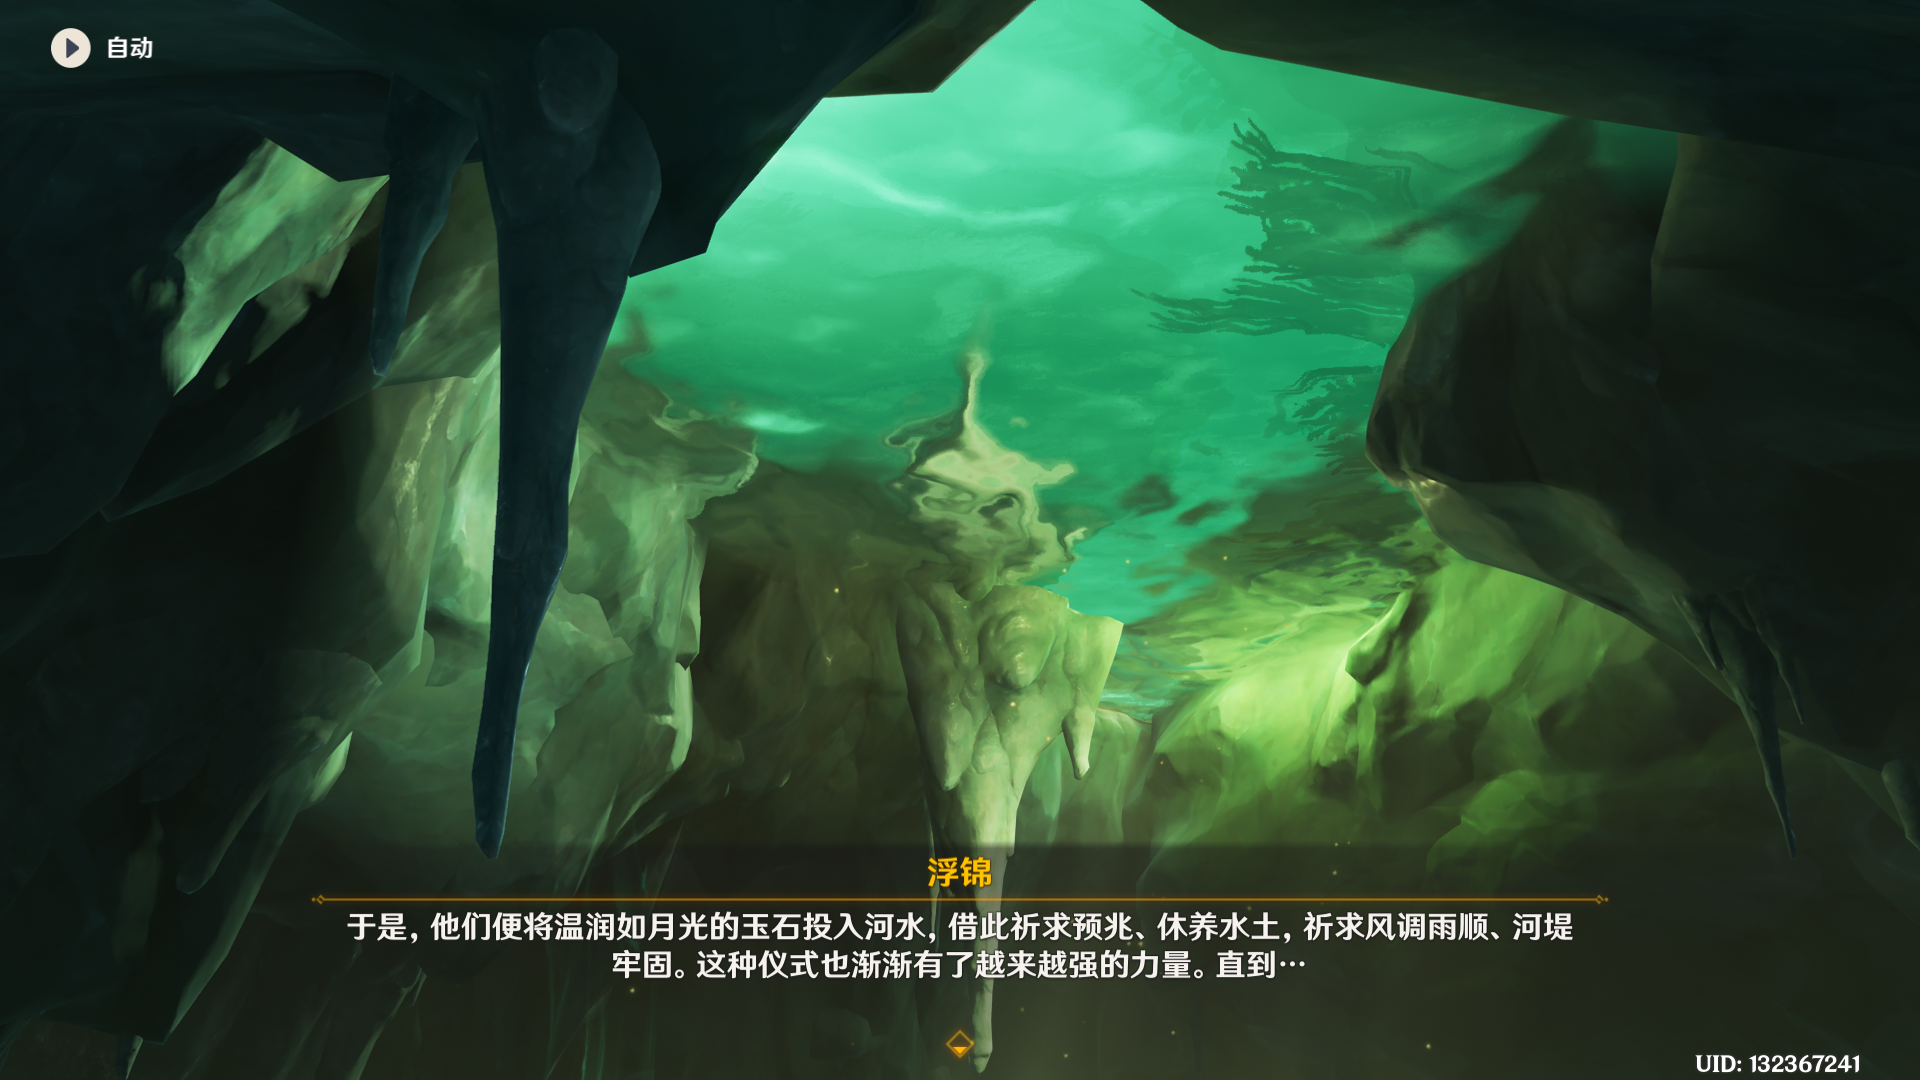 自动
浮锦
于是，他们便将温润如月光的玉石投入河水，借此祈求预兆、休养水土，祈求风调雨顺、河堤
牢固。这种仪式也渐渐有了越来越强的力量。直到…
UID: 132367241